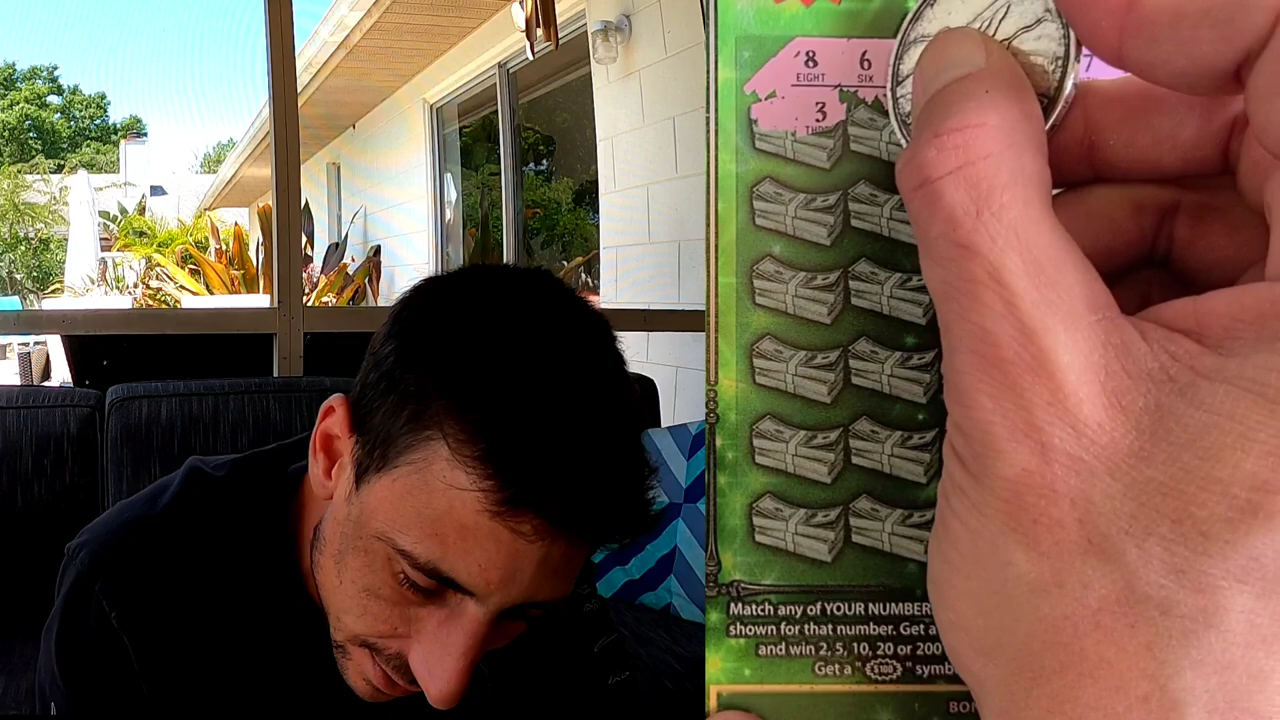 8 6 7
EIGHT SIX
3
Match any of YOUR NUMBER
shown for that number. Get a
and win 2, 5, 10, 20 or 200
Get a " $100 " symb